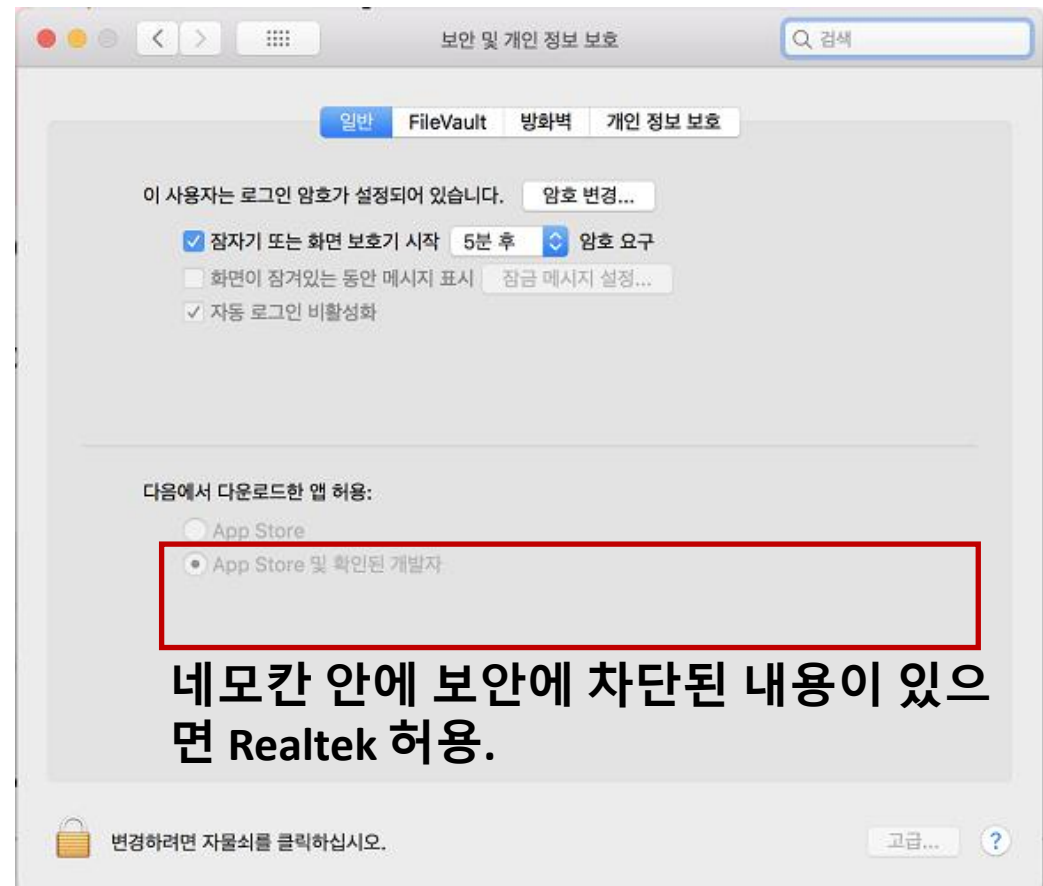 보안 및 개인 정보 보호
검색
일반 FileVault 방화벽 개인 정보 보호
이 사용자는 로그인 암호가 설정되어 있습니다. 암호 변경...
잠자기 또는 화면 보호기 시작 5분 후 암호 요구
화면이 잠겨있는 동안 메시지 표시 잠금 메시지 설정...
자동 로그인 비활성화
다음에서 다운로드한 앱 허용:
App Store
App Store 및 확인된 개발자
네모칸 안에 보안에 차단된 내용이 있으
면 Realtek 허용.
변경하려면 자물쇠를 클릭하십시오.
고급... ?